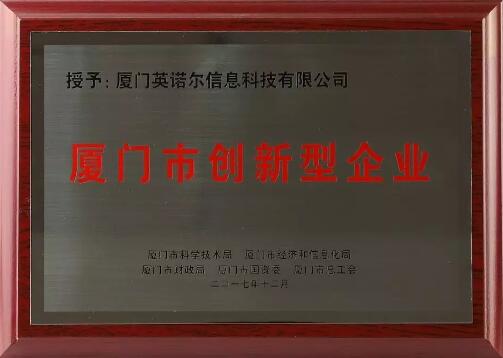 授予：厦门英诺尔信息科技有限公司
厦门市创新型企业
厦门市科学技术局 厦门市经济和信息化局
厦门市财政局 厦门市国资委 厦门市总工会
二〇一七年十二月